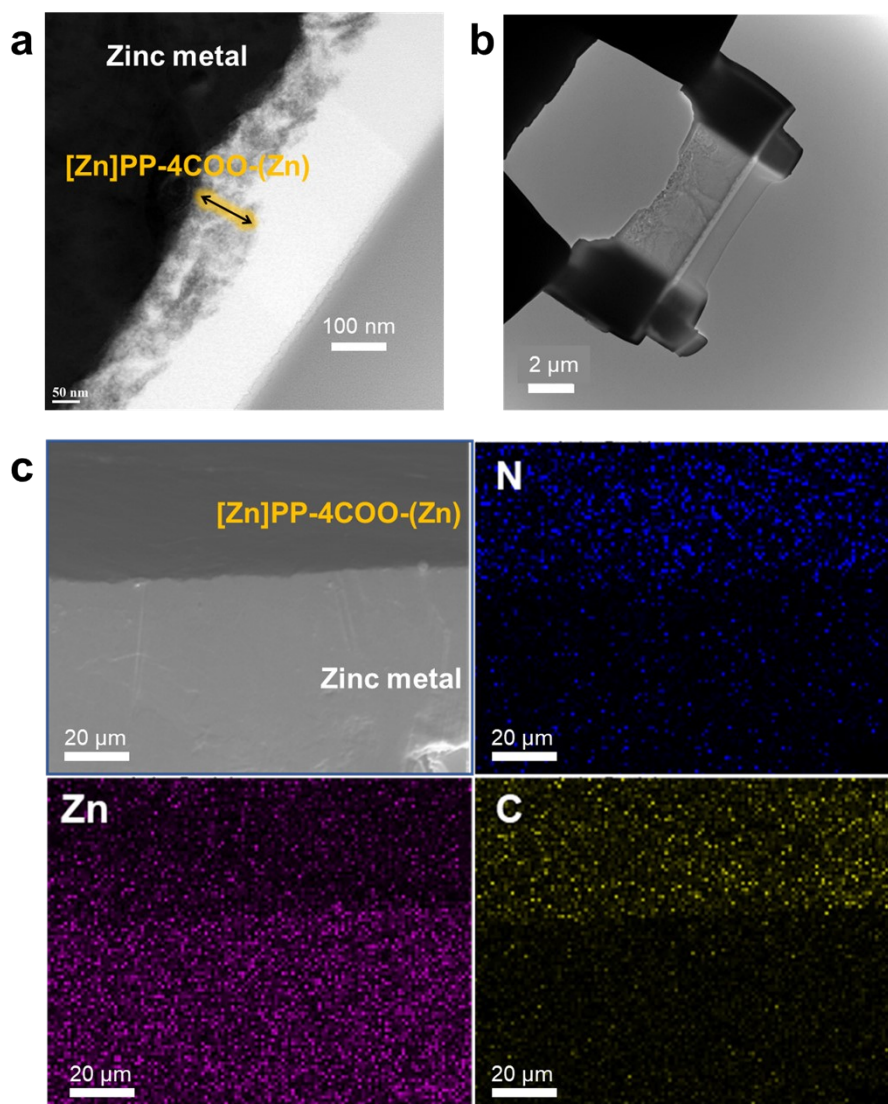 a
Zinc metal
[Zn]PP-4COO-(Zn)
100 nm
50 nm
b
2 μm
c
[Zn]PP-4COO-(Zn)
Zinc metal
20 μm
N
20 μm
Zn
20 μm
C
20 μm